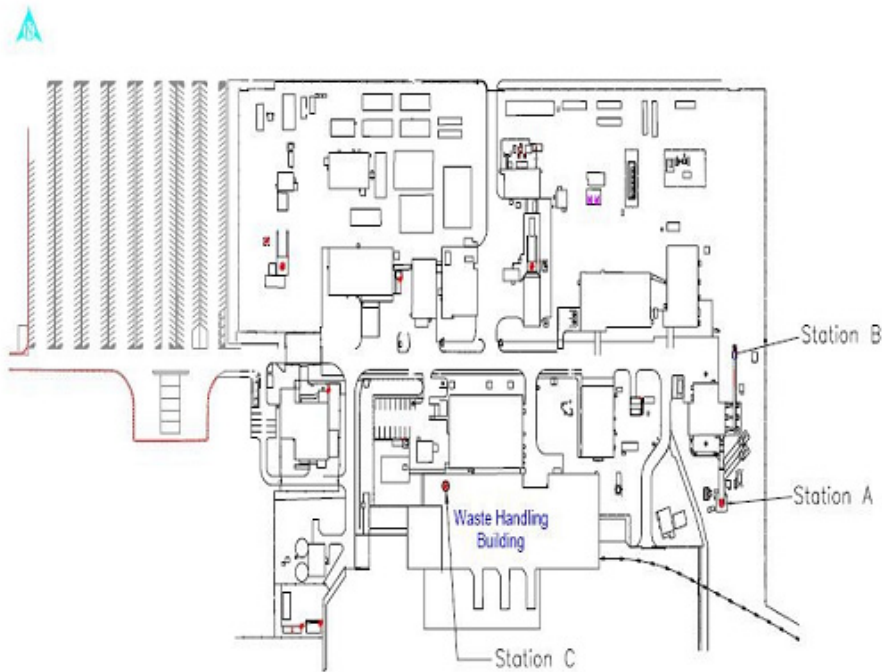 N
Station B
Station A
Waste Handling
Building
Station C